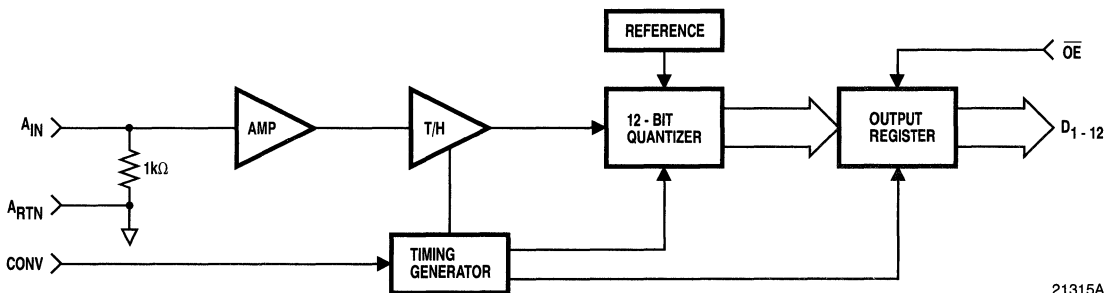 REFERENCE
OE
A_IN
AMP
T/H
12 - BIT
QUANTIZER
OUTPUT
REGISTER
D_1 - 12
1kΩ
A_RTN
CONV
TIMING
GENERATOR
21315A